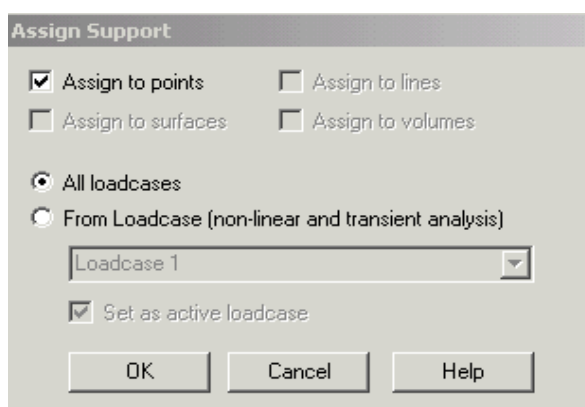 Assign Support
Assign to points Assign to lines
Assign to surfaces Assign to volumes
All loadcases
From Loadcase (non-linear and transient analysis)
Loadcase 1
Set as active loadcase
OK Cancel Help